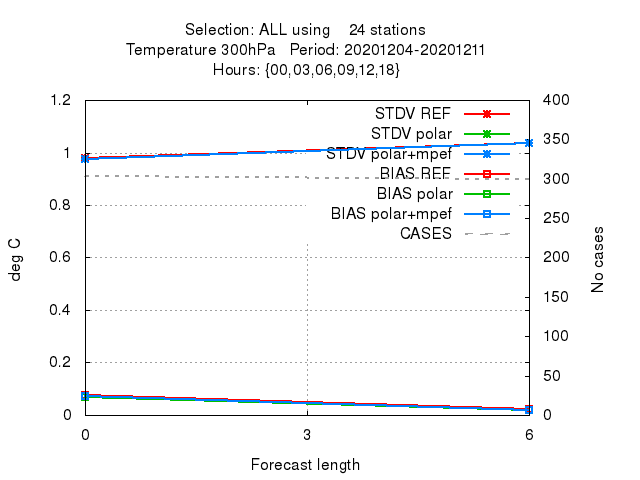 Selection: ALL using    24 stations
Temperature 300hPa   Period: 20201204-20201211
Hours: {00,03,06,09,12,18}
1.2
1
0.8
0.6
0.4
0.2
0
deg C
STDV REF
STDV polar
STDV polar+mpef
BIAS REF
BIAS polar
BIAS polar+mpef
CASES
400
350
300
250
200
150
100
50
0
No cases
0 3 6
Forecast length